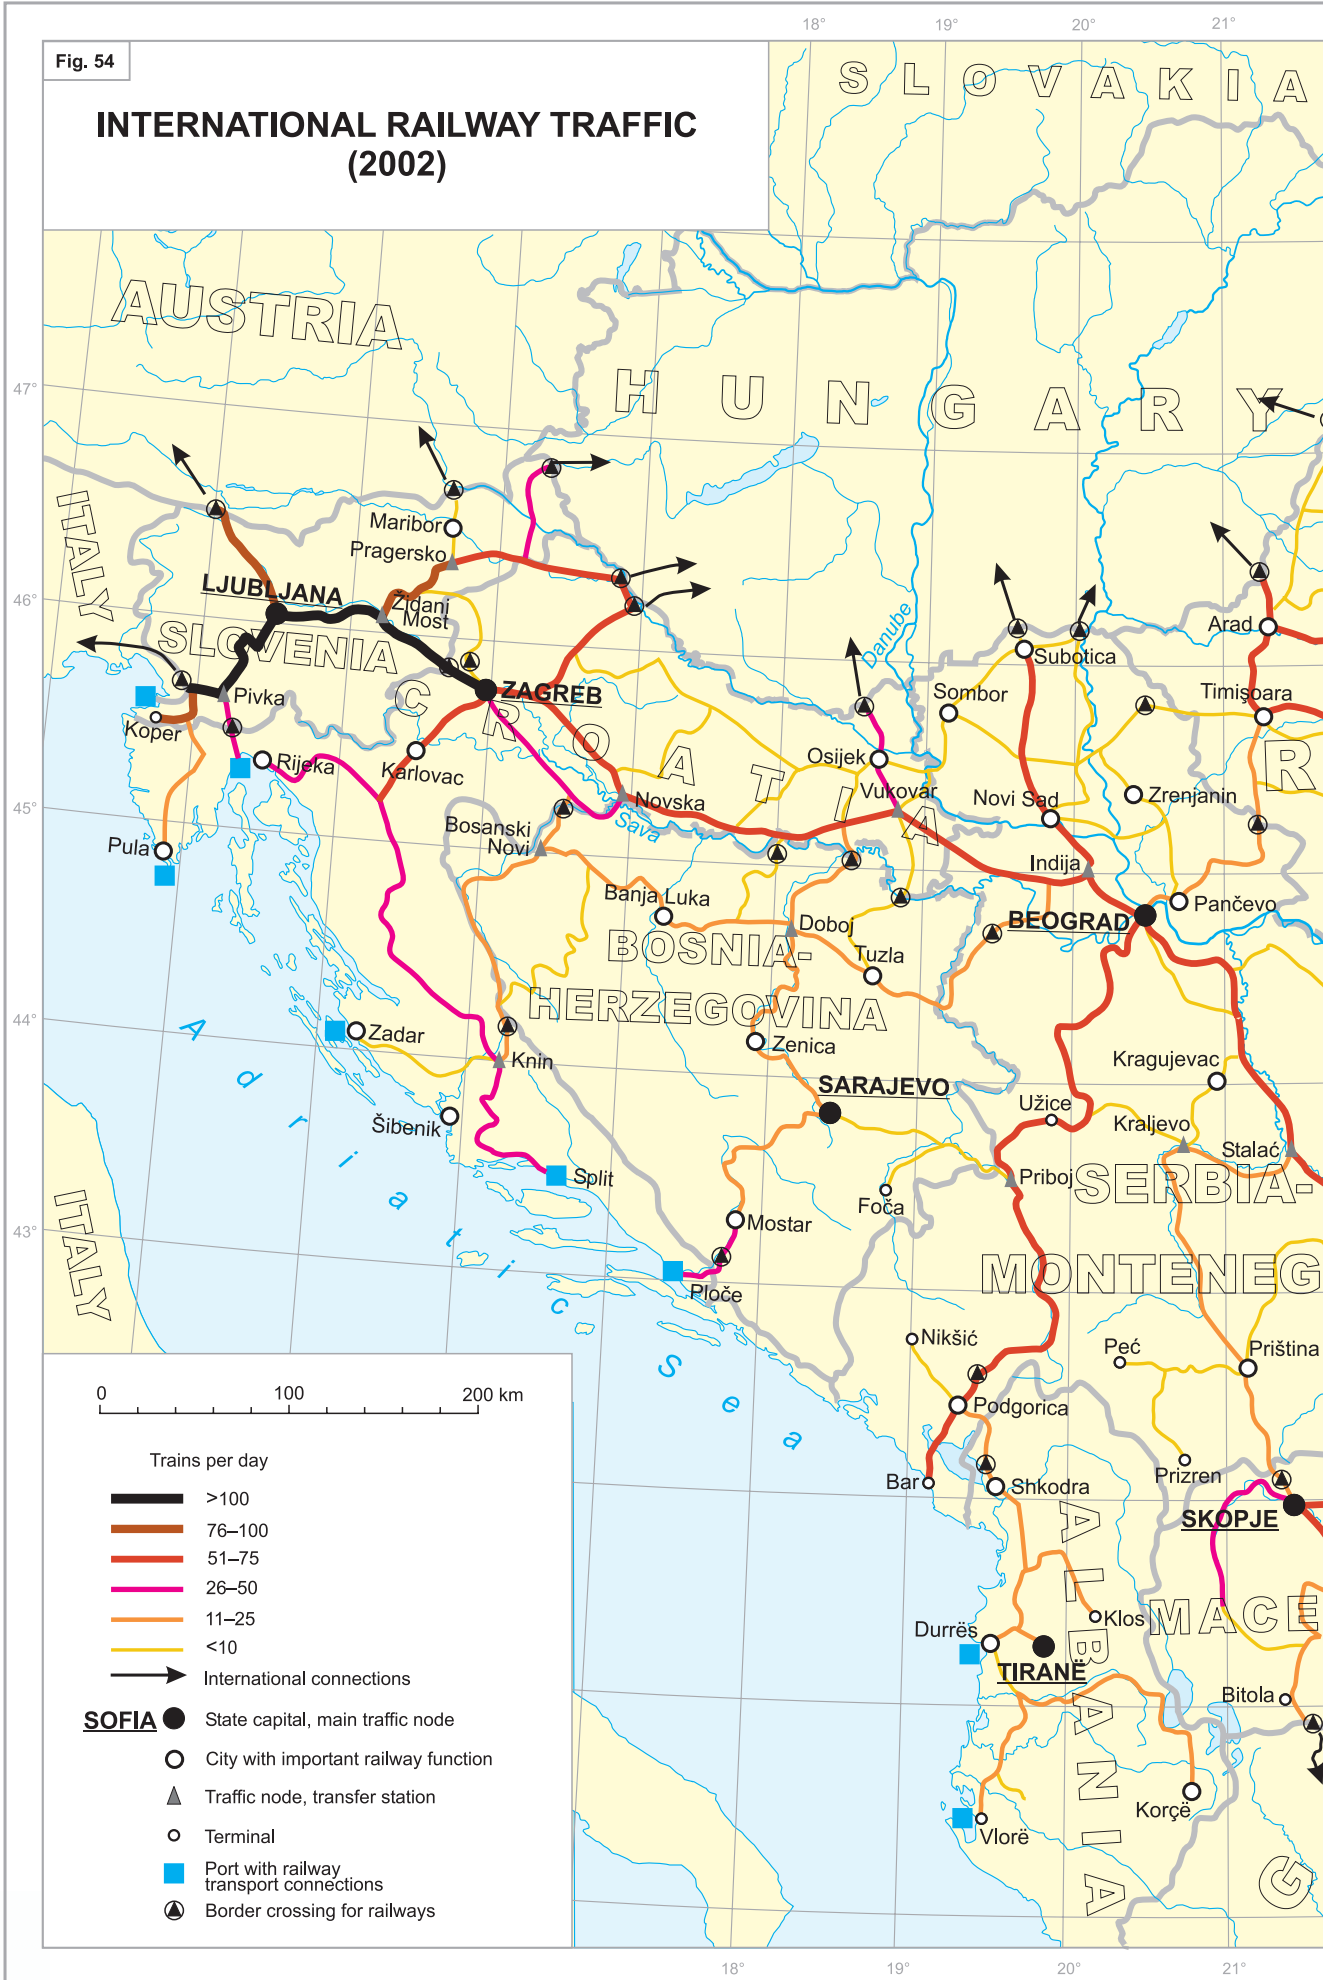 18°
19°
20°
21°
Fig. 54
INTERNATIONAL RAILWAY TRAFFIC
(2002)
SLOVAKIA
AUSTRIA
47°
HUNGARY
ITALY
Maribor
Pragersko
46°
LJUBLJANA
Židani
Most
SLOVENIA
Danube
Arad
Subotica
Pivka
ZAGREB
Sombor
Timişoara
Koper
CROATIA
R
Rijeka
Karlovac
Osijek
Vukovar
Novska
Novi Sad
Zrenjanin
45°
Sava
Bosanski
Novi
Pula
Indija
Banja Luka
Pančevo
BEOGRAD
Doboj
BOSNIA-
HERZEGOVINA
Tuzla
44°
Zadar
Zenica
Knin
Kragujevac
SARAJEVO
Šibenik
Užice
Kraljevo
Stalać
Split
Priboj
SERBIA-
Foča
43°
ITALY
Mostar
MONTENEG
Ploče
Adriatic Sea
Nikšić
Peć
Priština
Podgorica
Bar
Shkodra
Prizren
SKOPJE
ALBANIA
Klos
MACE
Durrës
TIRANË
Bitola
Korçë
Vlorë
G
0
100
200 km
Trains per day
>100
76–100
51–75
26–50
11–25
<10
International connections
SOFIA
State capital, main traffic node
City with important railway function
Traffic node, transfer station
Terminal
Port with railway
transport connections
Border crossing for railways
18°
19°
20°
21°